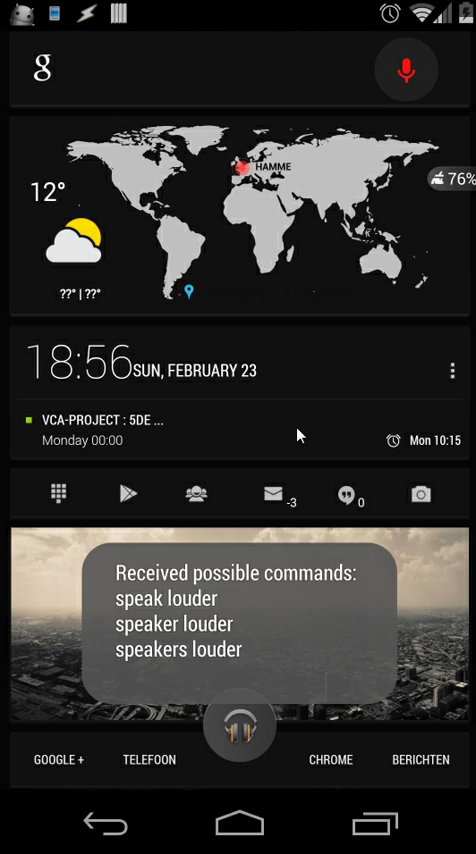 g
HAMME
76%
12°
??° | ??°
18:56 SUN, FEBRUARY 23
VCA-PROJECT : 5DE ...
Monday 00:00
Mon 10:15
-3
0
Received possible commands:
speak louder
speaker louder
speakers louder
GOOGLE +
TELEFOON
CHROME
BERICHTEN